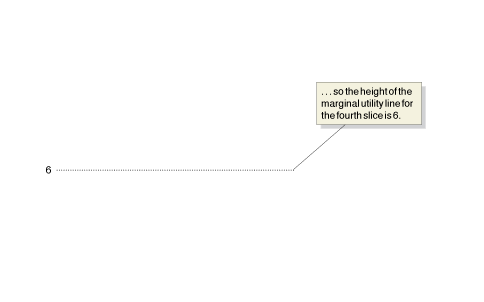 . . . so the height of the
marginal utility line for
the fourth slice is 6.
6